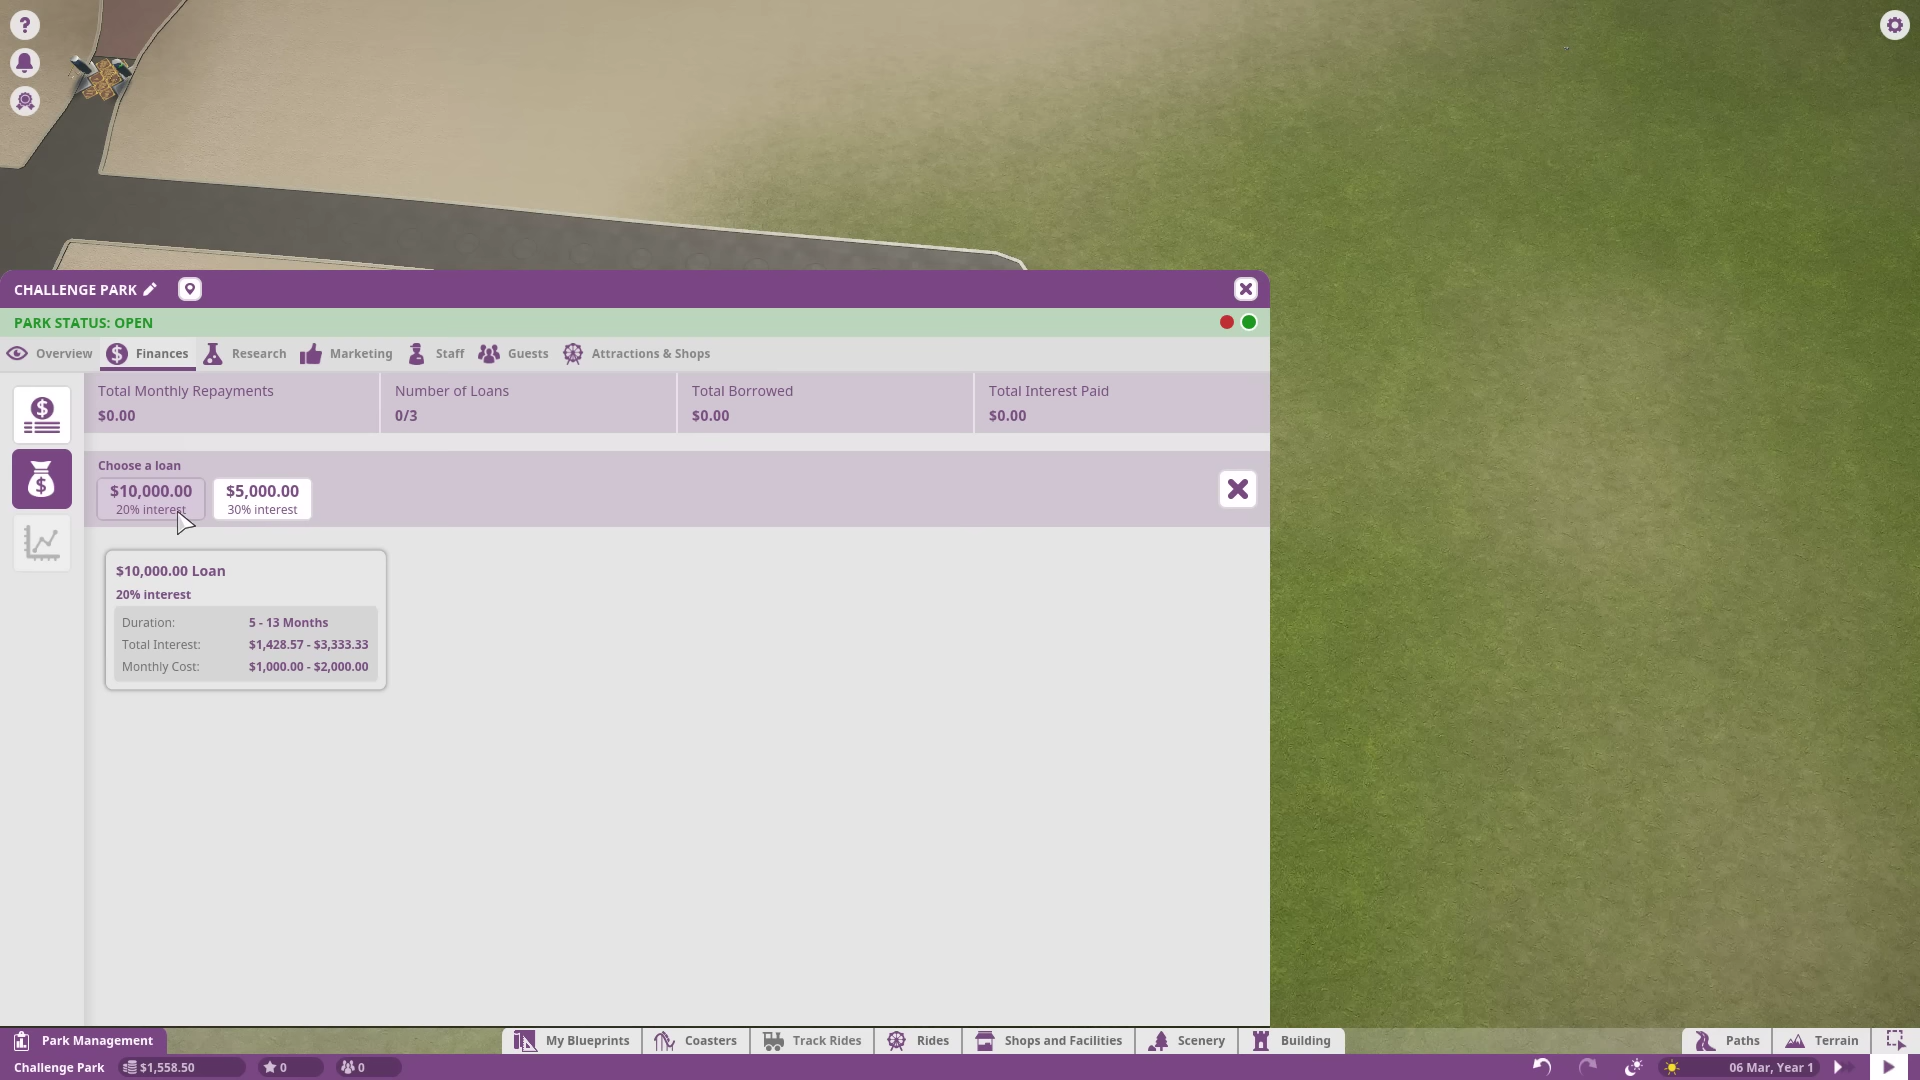 CHALLENGE PARK
PARK STATUS: OPEN
Overview
Finances
Research
Marketing
Staff
Guests
Attractions & Shops
Total Monthly Repayments
$0.00
Number of Loans
0/3
Total Borrowed
$0.00
Total Interest Paid
$0.00
Choose a loan
$10,000.00
20% interest
$5,000.00
30% interest
$10,000.00 Loan
20% interest
Duration: 5 - 13 Months
Total Interest: $1,428.57 - $3,333.33
Monthly Cost: $1,000.00 - $2,000.00
Park Management
My Blueprints
Coasters
Track Rides
Rides
Shops and Facilities
Scenery
Building
Paths
Terrain
Challenge Park
$1,558.50
0
0
06 Mar, Year 1